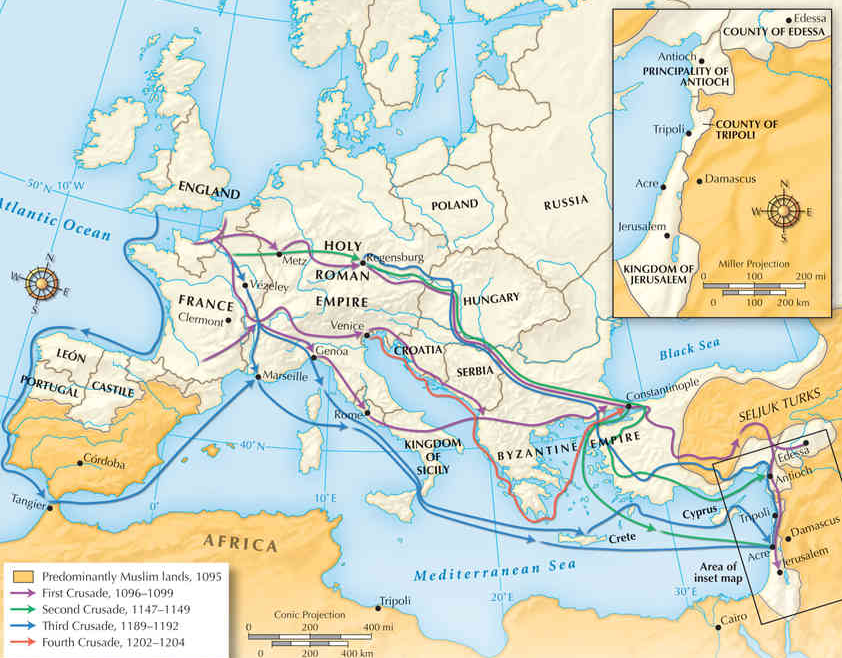 ENGLAND
50°N
10°W
Atlantic Ocean
N
W
E
S
POLAND
RUSSIA
HOLY
ROMAN
EMPIRE
Metz
Regensburg
Vézeley
FRANCE
Clermont
HUNGARY
Venice
Genoa
CROATIA
SERBIA
Black Sea
LEÓN
PORTUGAL
CASTILE
Marseille
Rome
Constantinople
SELJUK TURKS
40°N
KINGDOM
OF
SICILY
BYZANTINE EMPIRE
Edessa
Antioch
Córdoba
Tangier
0°
10°E
Cyprus
Tripoli
Damascus
Crete
Acre
Jerusalem
AFRICA
Mediterranean Sea
Area of
inset map
20°E
30°E
Tripoli
Cairo
Predominantly Muslim lands, 1095
First Crusade, 1096–1099
Second Crusade, 1147–1149
Third Crusade, 1189–1192
Fourth Crusade, 1202–1204
Conic Projection
0 200 400 mi
0 200 400 km
Edessa
COUNTY OF EDESSA
Antioch
PRINCIPALITY OF
ANTIOCH
COUNTY OF
TRIPOLI
Tripoli
Acre
Damascus
N
W
E
S
Jerusalem
KINGDOM OF
JERUSALEM
Miller Projection
0 100 200 mi
0 100 200 km